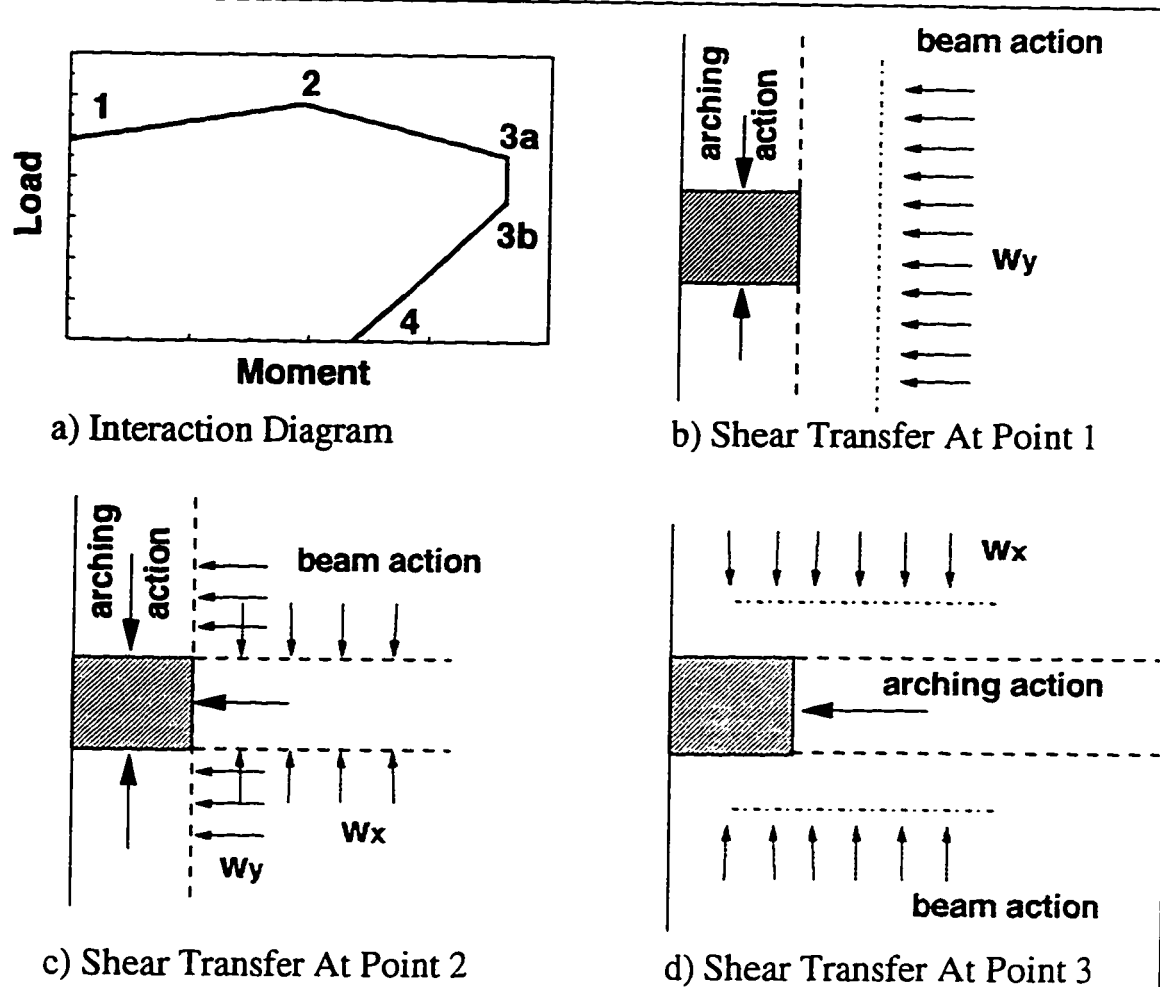 1
2
3a
3b
4
Load
Moment
a) Interaction Diagram
arching
action
beam action
Wy
b) Shear Transfer At Point 1
arching
action
beam action
Wx
Wy
c) Shear Transfer At Point 2
Wx
arching action
beam action
d) Shear Transfer At Point 3